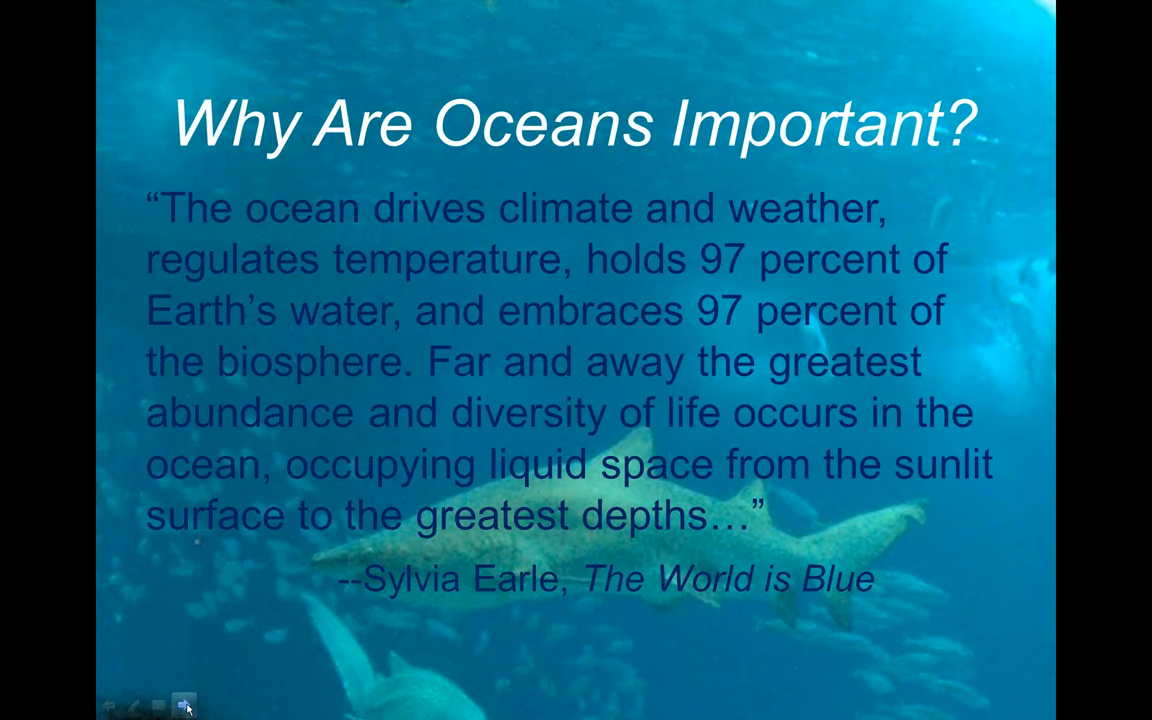 Why Are Oceans Important?
“The ocean drives climate and weather,
regulates temperature, holds 97 percent of
Earth’s water, and embraces 97 percent of
the biosphere. Far and away the greatest
abundance and diversity of life occurs in the
ocean, occupying liquid space from the sunlit
surface to the greatest depths…”
--Sylvia Earle, The World is Blue